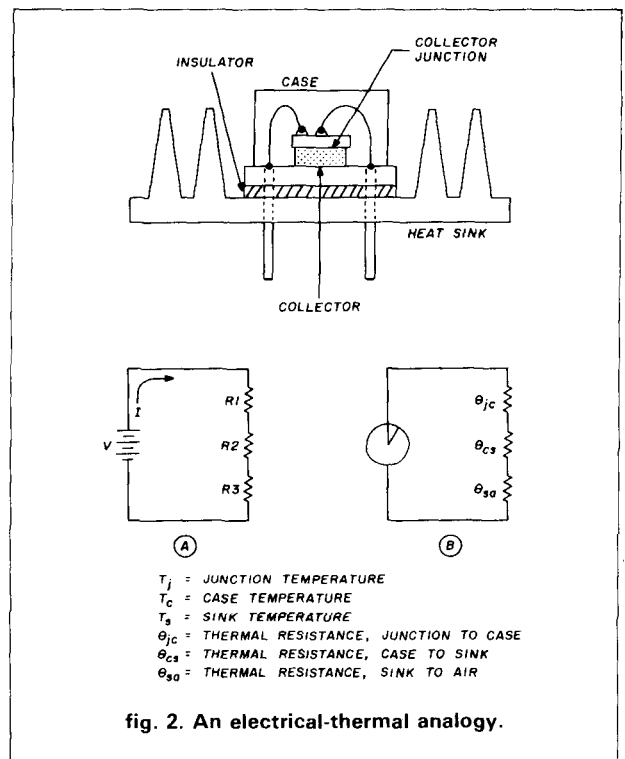 COLLECTOR
JUNCTION
INSULATOR
CASE
HEAT SINK
COLLECTOR
I
V
R1
R2
R3
A
θjc
θcs
θsa
B
Tj = JUNCTION TEMPERATURE
Tc = CASE TEMPERATURE
Ts = SINK TEMPERATURE
θjc = THERMAL RESISTANCE, JUNCTION TO CASE
θcs = THERMAL RESISTANCE, CASE TO SINK
θsa = THERMAL RESISTANCE, SINK TO AIR
fig. 2. An electrical-thermal analogy.